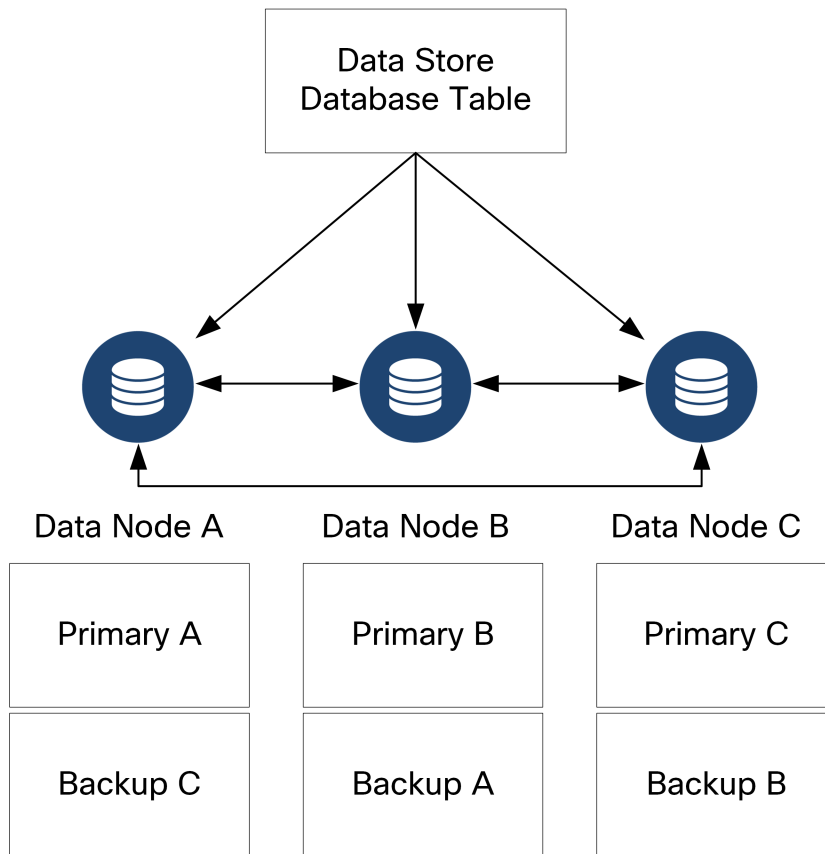 Data Store
Database Table
Data Node A
Data Node B
Data Node C
Primary A
Primary B
Primary C
Backup C
Backup A
Backup B